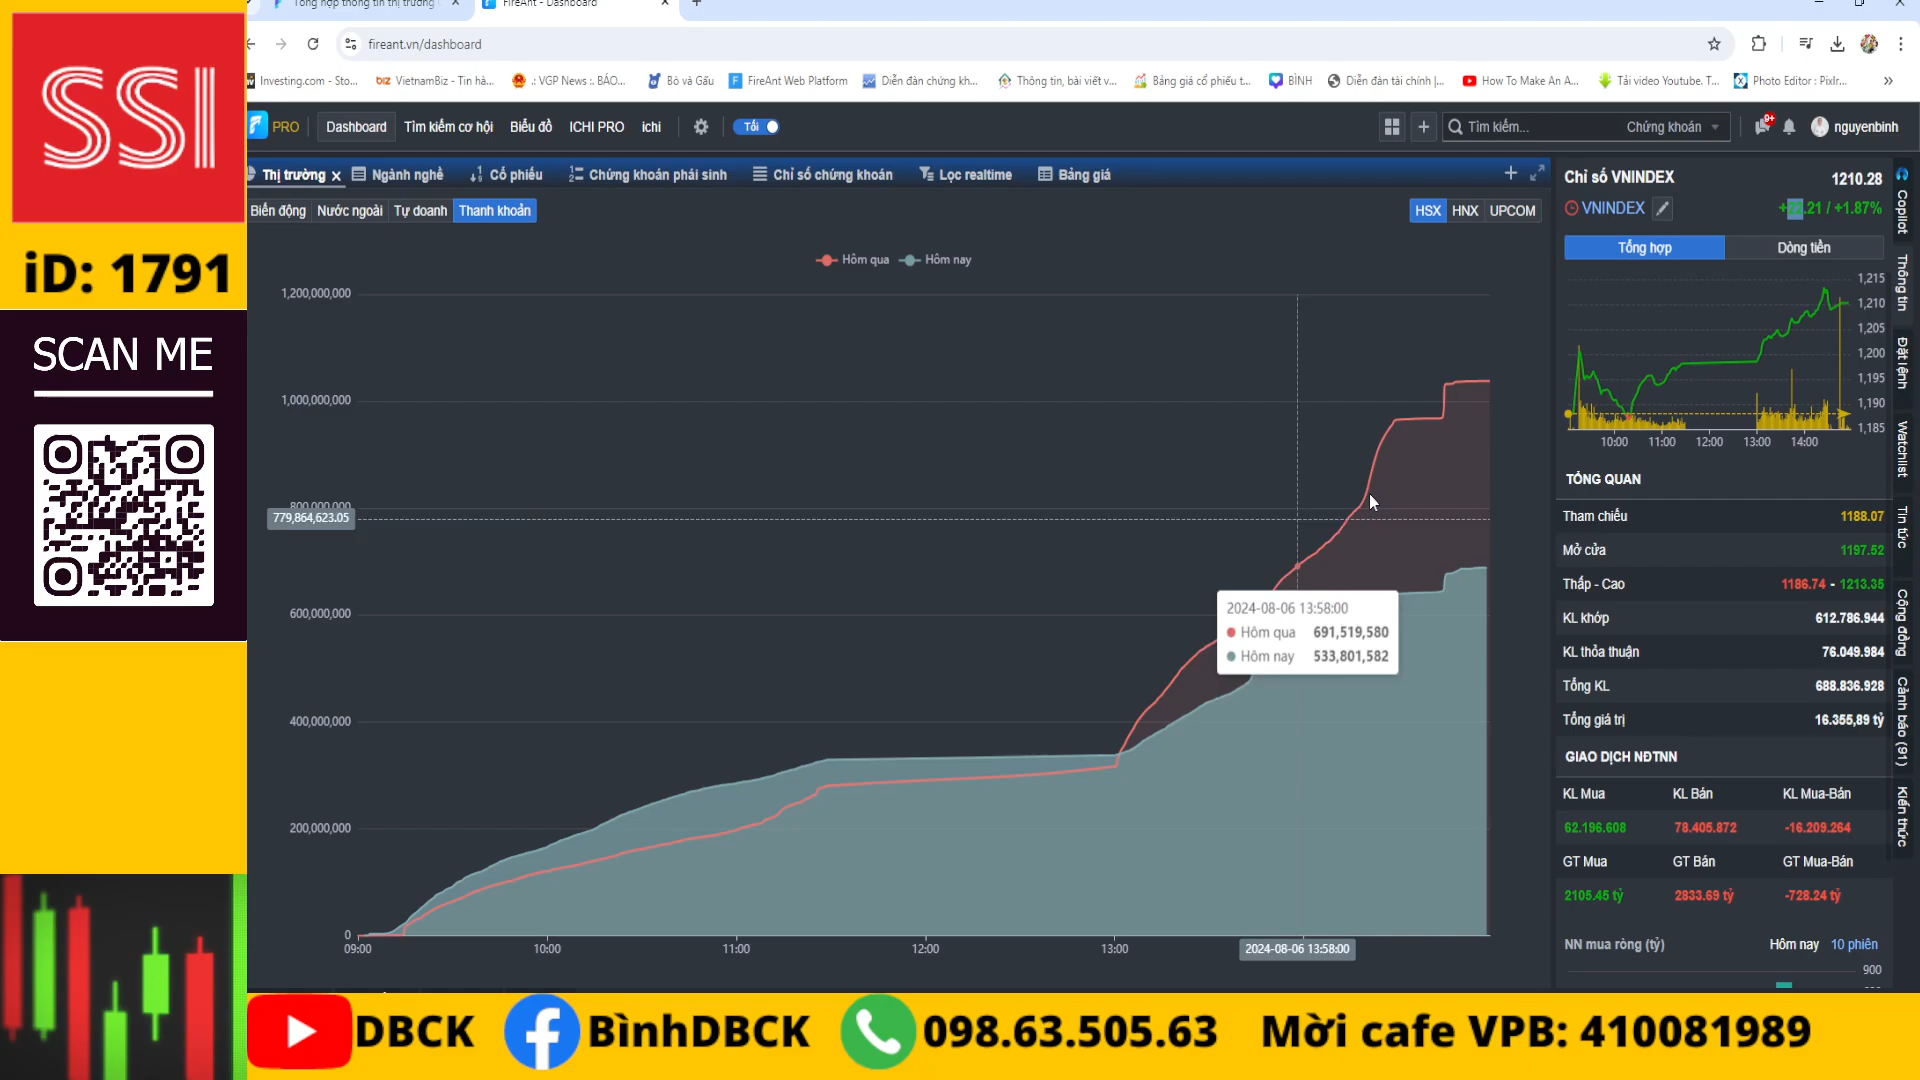 Tổng hợp thông tin thị trường
FireAnt - Dashboard
fireant.vn/dashboard
Investing.com - Sto...
VietnamBiz - Tin hà...
.: VGP News :. BÁO...
Bò và Gấu
FireAnt Web Platform
Diễn đàn chứng kh...
Thông tin, bài viết v...
Bảng giá cổ phiếu t...
BÌNH
Diễn đàn tài chính |...
How To Make An A...
Tải video Youtube. T...
Photo Editor : Pixlr...
SSI
iD: 1791
SCAN ME
PRO
Dashboard
Tìm kiếm cơ hội
Biểu đồ
ICHI PRO
ichi
Tối
Tìm kiếm...
Chứng khoán
9+
nguyenbinh
Thị trường
Ngành nghề
Cổ phiếu
Chứng khoán phái sinh
Chỉ số chứng khoán
Lọc realtime
Bảng giá
Biến động
Nước ngoài
Tự doanh
Thanh khoản
HSX
HNX
UPCOM
Hôm qua
Hôm nay
1,200,000,000
1,000,000,000
800,000,000
779,864,623.05
600,000,000
400,000,000
200,000,000
0
09:00
10:00
11:00
12:00
13:00
2024-08-06 13:58:00
2024-08-06 13:58:00
Hôm qua 691,519,580
Hôm nay 533,801,582
Chỉ số VNINDEX
1210.28
VNINDEX
+22.21 / +1.87%
Tổng hợp
Dòng tiền
1,215
1,210
1,205
1,200
1,195
1,190
1,185
10:00
11:00
12:00
13:00
14:00
TỔNG QUAN
Tham chiếu 1188.07
Mở cửa 1197.52
Thấp - Cao 1186.74 - 1213.35
KL khớp 612.786.944
KL thỏa thuận 76.049.984
Tổng KL 688.836.928
Tổng giá trị 16.355,89 tỷ
GIAO DỊCH NĐTNN
KL Mua KL Bán KL Mua-Bán
62.196.608 78.405.872 -16.209.264
GT Mua GT Bán GT Mua-Bán
2105.45 tỷ 2833.69 tỷ -728.24 tỷ
NN mua ròng (tỷ) Hôm nay 10 phiên
900
Copilot
Thông tin
Đặt lệnh
Watchlist
Tin tức
Cộng đồng
Cảnh báo (91)
Kiến thức
DBCK
BìnhDBCK
098.63.505.63
Mời cafe VPB: 410081989